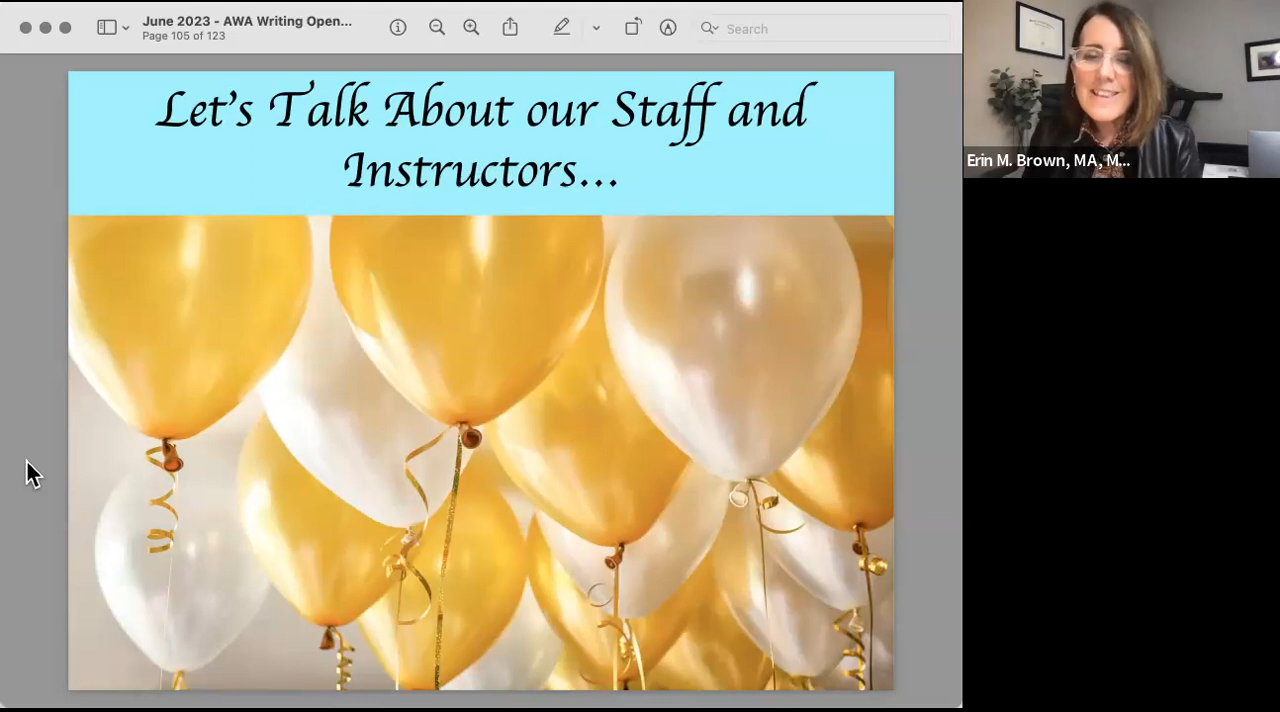 June 2023 - AWA Writing Open...
Page 105 of 123
Search
Let's Talk About our Staff and
Instructors...
Erin M. Brown, MA, M...